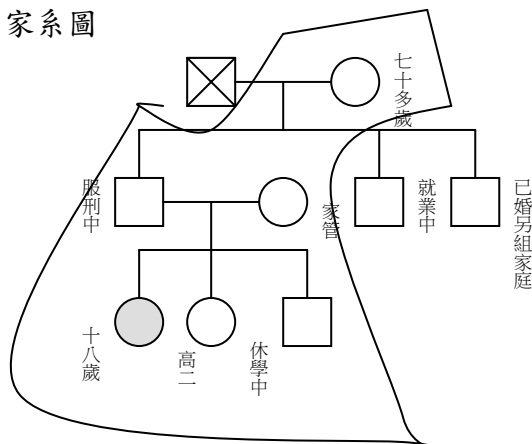 家系圖
七十多歲
服刑中
家管
就業中
已婚另組家庭
十八歲
高二
休學中